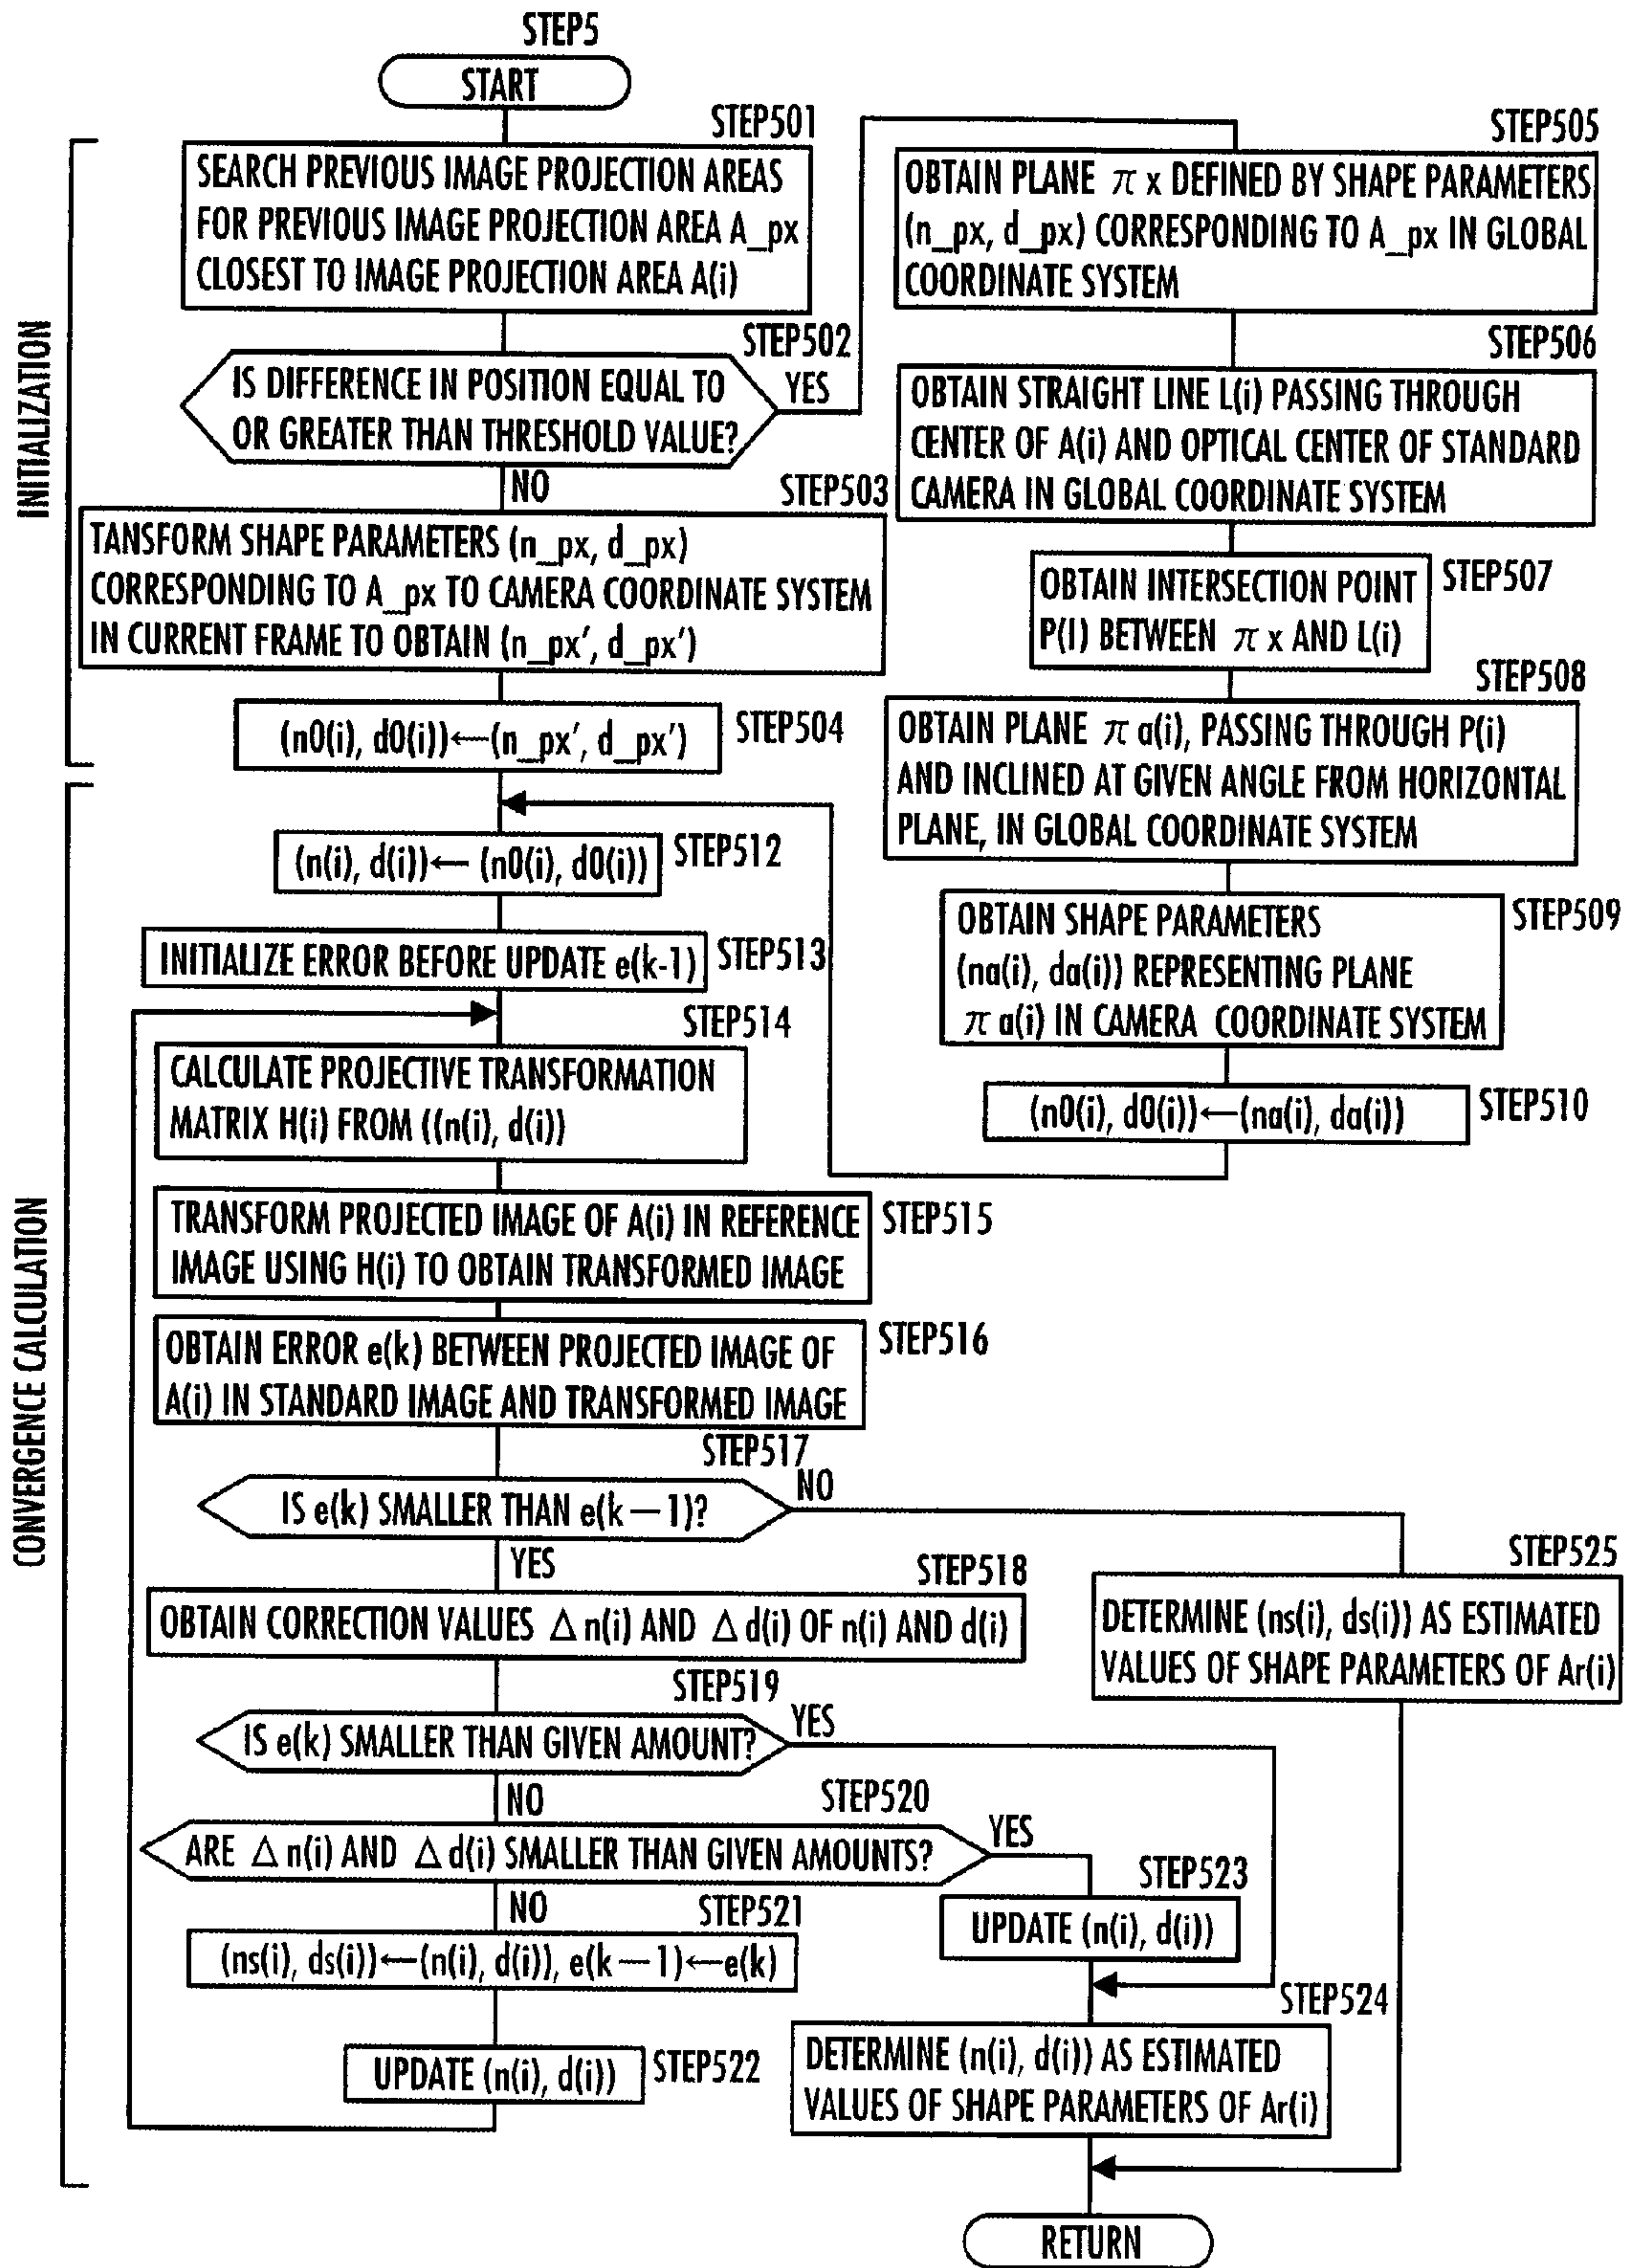 STEP5
START
INITIALIZATION
STEP501
SEARCH PREVIOUS IMAGE PROJECTION AREAS
FOR PREVIOUS IMAGE PROJECTION AREA A_px
CLOSEST TO IMAGE PROJECTION AREA A(i)
STEP502
IS DIFFERENCE IN POSITION EQUAL TO
OR GREATER THAN THRESHOLD VALUE?
YES
NO
STEP503
TANSFORM SHAPE PARAMETERS (n_px, d_px)
CORRESPONDING TO A_px TO CAMERA COORDINATE SYSTEM
IN CURRENT FRAME TO OBTAIN (n_px′, d_px′)
(n0(i), d0(i))←(n_px′, d_px′)
STEP504
STEP505
OBTAIN PLANE π x DEFINED BY SHAPE PARAMETERS
(n_px, d_px) CORRESPONDING TO A_px IN GLOBAL
COORDINATE SYSTEM
STEP506
OBTAIN STRAIGHT LINE L(i) PASSING THROUGH
CENTER OF A(i) AND OPTICAL CENTER OF STANDARD
CAMERA IN GLOBAL COORDINATE SYSTEM
OBTAIN INTERSECTION POINT
P(I) BETWEEN π x AND L(i)
STEP507
STEP508
OBTAIN PLANE π a(i), PASSING THROUGH P(i)
AND INCLINED AT GIVEN ANGLE FROM HORIZONTAL
PLANE, IN GLOBAL COORDINATE SYSTEM
STEP509
OBTAIN SHAPE PARAMETERS
(na(i), da(i)) REPRESENTING PLANE
π a(i) IN CAMERA COORDINATE SYSTEM
(n0(i), d0(i))←(na(i), da(i))
STEP510
CONVERGENCE CALCULATION
(n(i), d(i))← (n0(i), d0(i))
STEP512
INITIALIZE ERROR BEFORE UPDATE e(k-1)
STEP513
STEP514
CALCULATE PROJECTIVE TRANSFORMATION
MATRIX H(i) FROM ((n(i), d(i))
TRANSFORM PROJECTED IMAGE OF A(i) IN REFERENCE
IMAGE USING H(i) TO OBTAIN TRANSFORMED IMAGE
STEP515
OBTAIN ERROR e(k) BETWEEN PROJECTED IMAGE OF
A(i) IN STANDARD IMAGE AND TRANSFORMED IMAGE
STEP516
STEP517
IS e(k) SMALLER THAN e(k－1)?
NO
YES
STEP518
OBTAIN CORRECTION VALUES Δ n(i) AND Δ d(i) OF n(i) AND d(i)
STEP519
IS e(k) SMALLER THAN GIVEN AMOUNT?
YES
NO
STEP520
ARE Δ n(i) AND Δ d(i) SMALLER THAN GIVEN AMOUNTS?
YES
NO
STEP521
(ns(i), ds(i))←(n(i), d(i)), e(k－1)←e(k)
UPDATE (n(i), d(i))
STEP522
STEP523
UPDATE (n(i), d(i))
STEP524
DETERMINE (n(i), d(i)) AS ESTIMATED
VALUES OF SHAPE PARAMETERS OF Ar(i)
STEP525
DETERMINE (ns(i), ds(i)) AS ESTIMATED
VALUES OF SHAPE PARAMETERS OF Ar(i)
RETURN